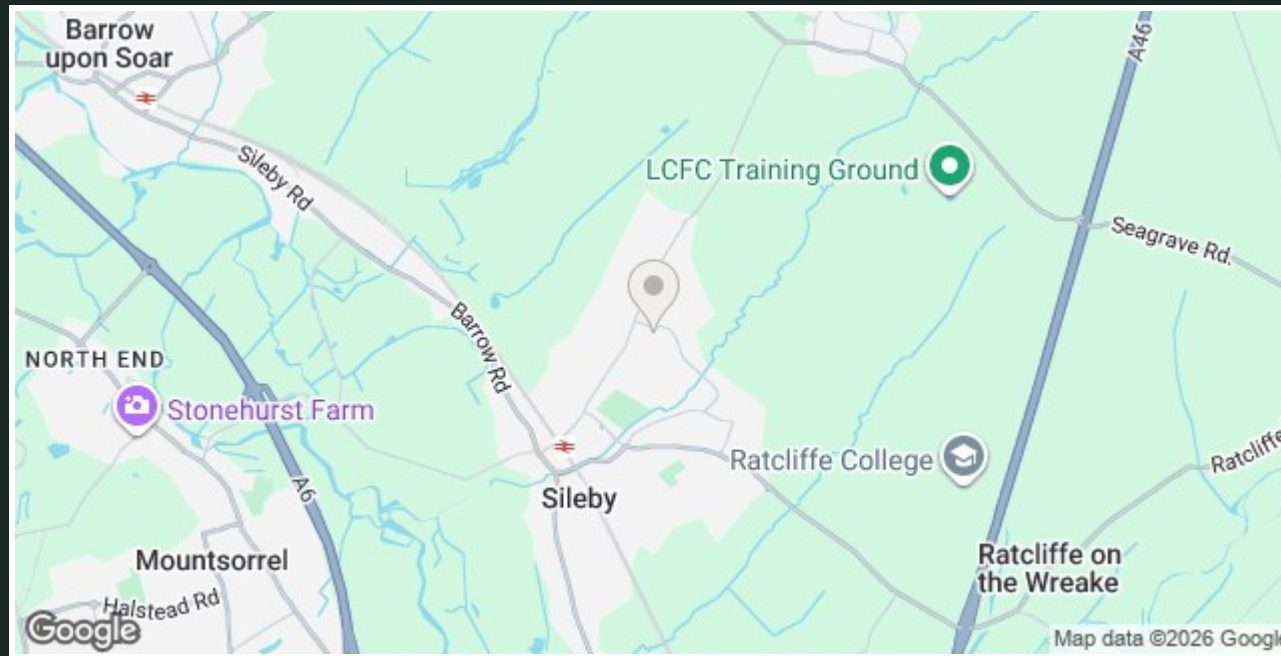 Barrow
upon Soar
A46
LCFC Training Ground
Sileby Rd
Seagrave Rd.
Barrow Rd
NORTH END
Stonehurst Farm
Ratcliffe College
Ratcliffe
A6
Sileby
Mountsorrel
Ratcliffe on
the Wreake
Halstead Rd
Google
Map data ©2026 Google